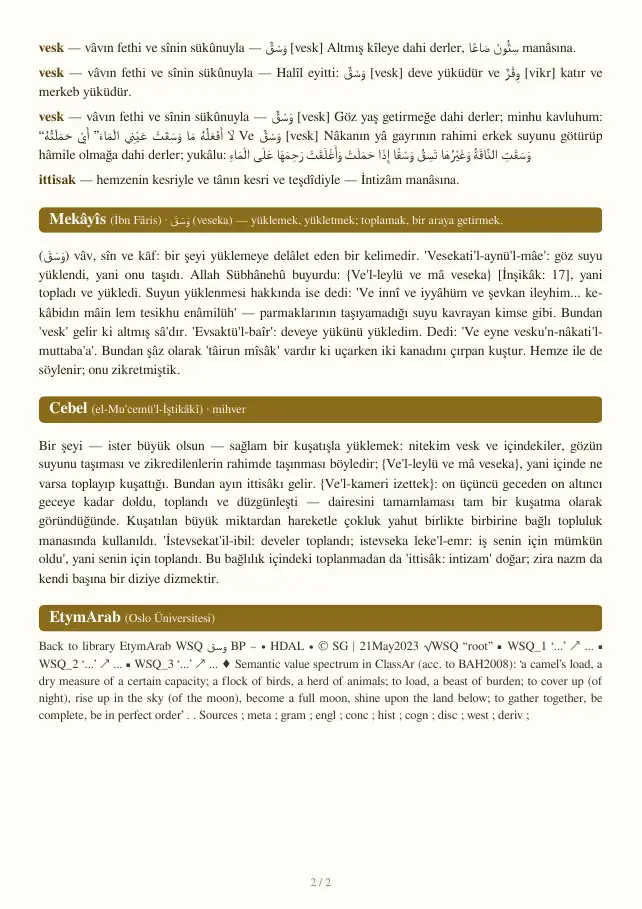 vesk — vâvın fethi ve sînin sükûnuyla — وَسْقٌ [vesk] Altmış kîleye dahi derler, سِتُّونَ صَاعًا manâsına.
vesk — vâvın fethi ve sînin sükûnuyla — Halîl eyitti: وَسْقٌ [vesk] deve yüküdür ve وِقْرٌ [vikr] katır ve
merkeb yüküdür.
vesk — vâvın fethi ve sînin sükûnuyla — وَسْقٌ [vesk] Göz yaş getirmeğe dahi derler; minhu kavluhum:
“لَا أَفْعَلُهُ مَا وَسَقَتْ عَيْنِي الْمَاءَ” أَيْ حَمَلَتْهُ Ve وَسْقٌ [vesk] Nâkanın yâ gayrının rahimi erkek suyunu götürüp
hâmile olmağa dahi derler; yukâlu: وَسَقَتِ النَّاقَةُ وَغَيْرُهَا تَسِقُ وَسْقًا إِذَا حَمَلَتْ وَأَغْلَقَتْ رَحِمَهَا عَلَى الْمَاءِ
ittisak — hemzenin kesriyle ve tânın kesri ve teşdîdiyle — İntizâm manâsına.
Mekâyîs (İbn Fâris) · وَسَقَ (veseka) — yüklemek, yükletmek; toplamak, bir araya getirmek.
(وَسَقَ) vâv, sîn ve kāf: bir şeyi yüklemeye delâlet eden bir kelimedir. 'Vesekati'l-aynü'l-mâe': göz suyu
yüklendi, yani onu taşıdı. Allah Sübhânehû buyurdu: {Ve'l-leylü ve mâ veseka} [İnşikâk: 17], yani
topladı ve yükledi. Suyun yüklenmesi hakkında ise dedi: 'Ve innî ve iyyâhüm ve şevkan ileyhim... ke-
kâbidın mâin lem tesikhu enâmilüh' — parmaklarının taşıyamadığı suyu kavrayan kimse gibi. Bundan
'vesk' gelir ki altmış sâ'dır. 'Evsaktü'l-baîr': deveye yükünü yükledim. Dedi: 'Ve eyne vesku'n-nâkati'l-
muttaba'a'. Bundan şâz olarak 'tâirun mîsâk' vardır ki uçarken iki kanadını çırpan kuştur. Hemze ile de
söylenir; onu zikretmiştik.
Cebel (el-Mu'cemü'l-İştikâkî) · mihver
Bir şeyi — ister büyük olsun — sağlam bir kuşatışla yüklemek: nitekim vesk ve içindekiler, gözün
suyunu taşıması ve zikredilenlerin rahimde taşınması böyledir; {Ve'l-leylü ve mâ veseka}, yani içinde ne
varsa toplayıp kuşattığı. Bundan ayın ittisâkı gelir. {Ve'l-kameri izettek}: on üçüncü geceden on altıncı
geceye kadar doldu, toplandı ve düzgünleşti — dairesini tamamlaması tam bir kuşatma olarak
göründüğünde. Kuşatılan büyük miktardan hareketle çokluk yahut birlikte birbirine bağlı topluluk
manasında kullanıldı. 'İstevsekat'il-ibil: develer toplandı; istevseka leke'l-emr: iş senin için mümkün
oldu', yani senin için toplandı. Bu bağlılık içindeki toplanmadan da 'ittisâk: intizam' doğar; zira nazm da
kendi başına bir diziye dizmektir.
EtymArab (Oslo Üniversitesi)
Back to library EtymArab WSQ وسق BP – • HDAL • © SG | 21May2023 √WSQ “root” ▪ WSQ_1 ‘...’ ↗ ... ▪
WSQ_2 ‘...’ ↗ ... ▪ WSQ_3 ‘...’ ↗ ... ♦ Semantic value spectrum in ClassAr (acc. to BAH2008): ‘a camel’s load, a
dry measure of a certain capacity; a flock of birds, a herd of animals; to load, a beast of burden; to cover up (of
night), rise up in the sky (of the moon), become a full moon, shine upon the land below; to gather together, be
complete, be in perfect order’ . . Sources ; meta ; gram ; engl ; conc ; hist ; cogn ; disc ; west ; deriv ;
2 / 2